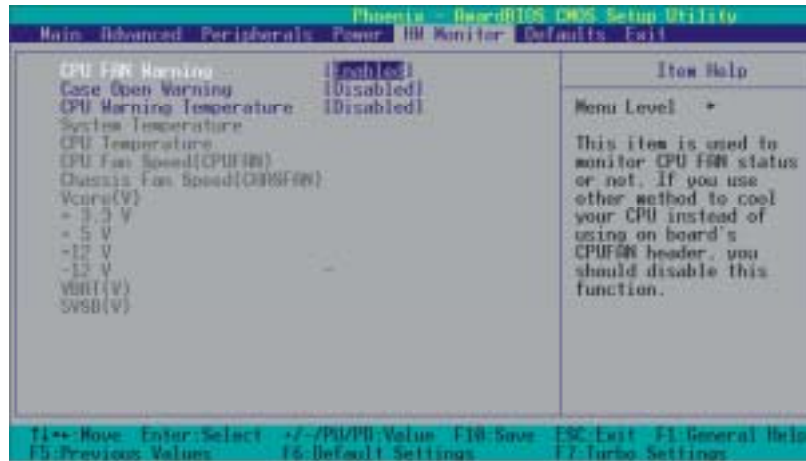 Phoenix - AwardBIOS CMOS Setup Utility
Main Advanced Peripherals Power HW Monitor Defaults Exit
CPU FAN Warning [Enabled]
Case Open Warning [Disabled]
CPU Warning Temperature [Disabled]
System Temperature
CPU Temperature
CPU Fan Speed(CPUFAN)
Chassis Fan Speed(CHASFAN)
Vcore(V)
+ 3.3 V
+ 5 V
+12 V
-12 V
VBAT(V)
5VSB(V)
Item Help
Menu Level
This item is used to
monitor CPU FAN status
or not. If you use
other method to cool
your CPU instead of
using on board's
CPUFAN header, you
should disable this
function.
↑↓→←:Move Enter:Select +/-/PU/PD:Value F10:Save ESC:Exit F1:General Help
F5:Previous Values F6:Default Settings F7:Turbo Settings